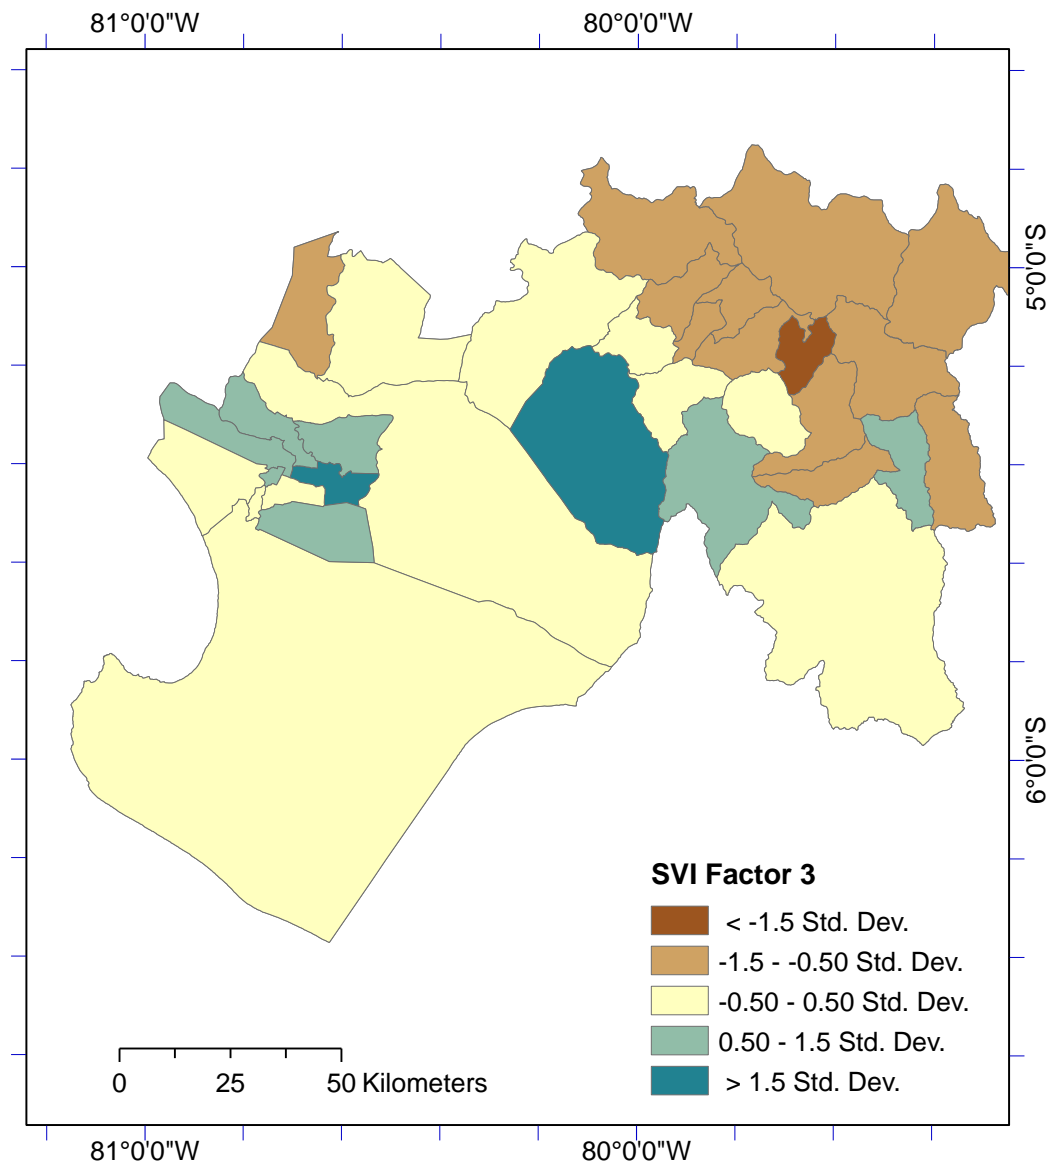 81°0'0"W 80°0'0"W
5°0'0"S
6°0'0"S
SVI Factor 3
< -1.5 Std. Dev.
-1.5 - -0.50 Std. Dev.
-0.50 - 0.50 Std. Dev.
0.50 - 1.5 Std. Dev.
> 1.5 Std. Dev.
0 25 50 Kilometers
81°0'0"W 80°0'0"W